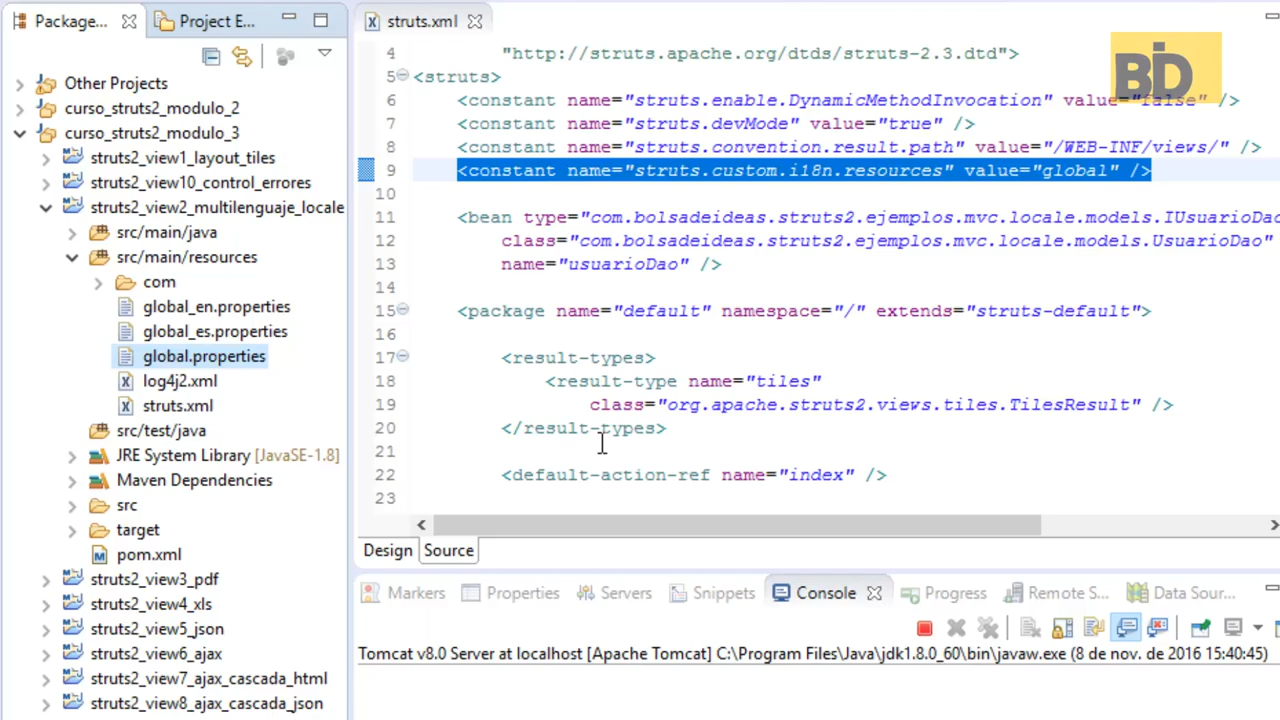 Package...
Project E...
Other Projects
curso_struts2_modulo_2
curso_struts2_modulo_3
struts2_view1_layout_tiles
struts2_view10_control_errores
struts2_view2_multilenguaje_locale
src/main/java
src/main/resources
com
global_en.properties
global_es.properties
global.properties
log4j2.xml
struts.xml
src/test/java
JRE System Library [JavaSE-1.8]
Maven Dependencies
src
target
pom.xml
struts2_view3_pdf
struts2_view4_xls
struts2_view5_json
struts2_view6_ajax
struts2_view7_ajax_cascada_html
struts2_view8_ajax_cascada_json
struts.xml
BD
4 "http://struts.apache.org/dtds/struts-2.3.dtd">
5 <struts>
6 <constant name="struts.enable.DynamicMethodInvocation" value="false" />
7 <constant name="struts.devMode" value="true" />
8 <constant name="struts.convention.result.path" value="/WEB-INF/views/" />
9 <constant name="struts.custom.i18n.resources" value="global" />
10
11 <bean type="com.bolsadeideas.struts2.ejemplos.mvc.locale.models.IUsuarioDao
12 class="com.bolsadeideas.struts2.ejemplos.mvc.locale.models.UsuarioDao"
13 name="usuarioDao" />
14
15 <package name="default" namespace="/" extends="struts-default">
16
17 <result-types>
18 <result-type name="tiles"
19 class="org.apache.struts2.views.tiles.TilesResult" />
20 </result-types>
21
22 <default-action-ref name="index" />
23
Design Source
Markers Properties Servers Snippets Console Progress Remote S... Data Sour...
Tomcat v8.0 Server at localhost [Apache Tomcat] C:\Program Files\Java\jdk1.8.0_60\bin\javaw.exe (8 de nov. de 2016 15:40:45)